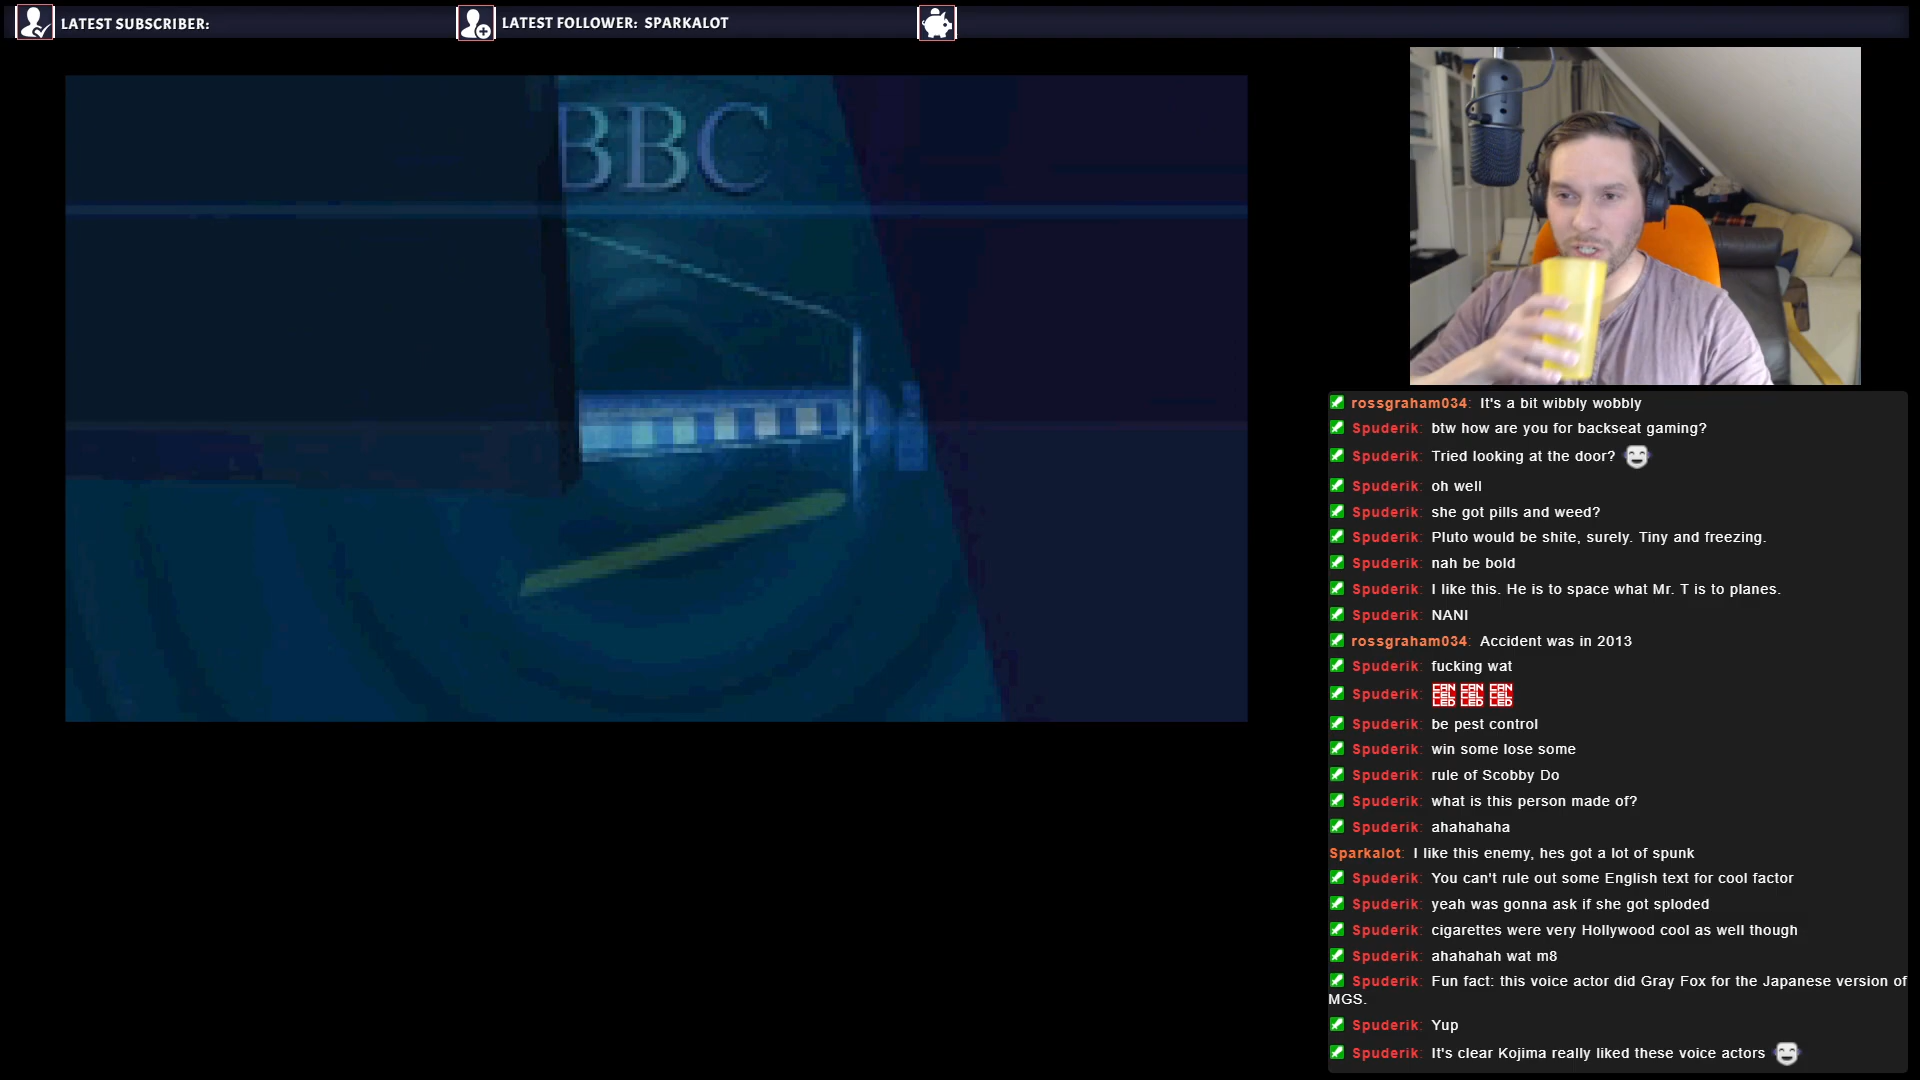 LATEST SUBSCRIBER:
LATEST FOLLOWER: SPARKALOT
BBC
rossgraham034: It's a bit wibbly wobbly
Spuderik: btw how are you for backseat gaming?
Spuderik: Tried looking at the door?
Spuderik: oh well
Spuderik: she got pills and weed?
Spuderik: Pluto would be shite, surely. Tiny and freezing.
Spuderik: nah be bold
Spuderik: I like this. He is to space what Mr. T is to planes.
Spuderik: NANI
rossgraham034: Accident was in 2013
Spuderik: fucking wat
Spuderik: CANCELLED CANCELLED CANCELLED
Spuderik: be pest control
Spuderik: win some lose some
Spuderik: rule of Scobby Do
Spuderik: what is this person made of?
Spuderik: ahahahaha
Sparkalot: I like this enemy, hes got a lot of spunk
Spuderik: You can't rule out some English text for cool factor
Spuderik: yeah was gonna ask if she got sploded
Spuderik: cigarettes were very Hollywood cool as well though
Spuderik: ahahahah wat m8
Spuderik: Fun fact: this voice actor did Gray Fox for the Japanese version of
MGS.
Spuderik: Yup
Spuderik: It's clear Kojima really liked these voice actors